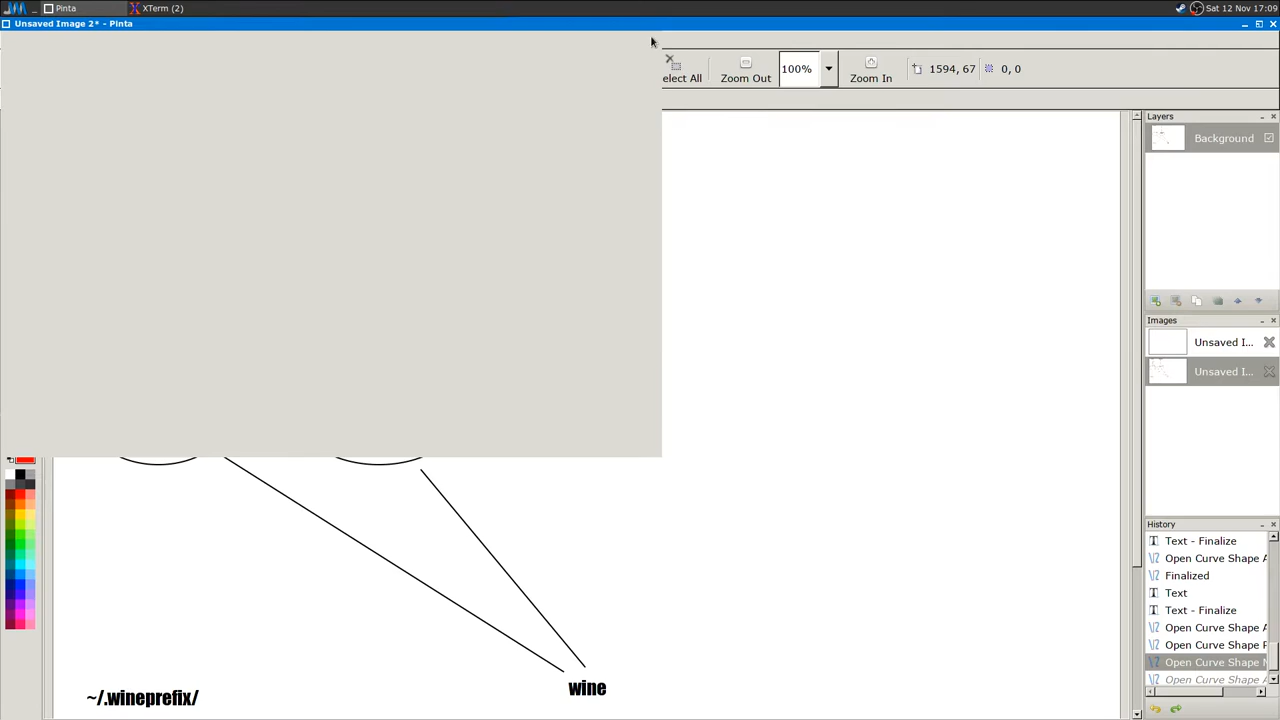 Pinta
XTerm (2)
Sat 12 Nov 17:09
Unsaved Image 2* - Pinta
elect All
Zoom Out
100%
Zoom In
1594, 67
0, 0
Layers
Background
Images
Unsaved I...
Unsaved I...
History
Text - Finalize
Open Curve Shape
Finalized
Text
Text - Finalize
Open Curve Shape
Open Curve Shape
Open Curve Shape
Open Curve Shape
wine
~/.wineprefix/